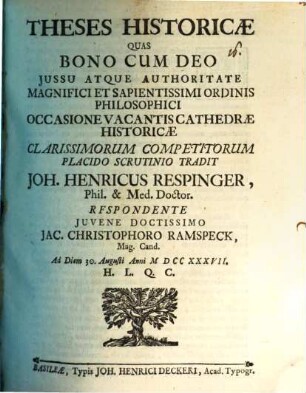 THESES HISTORICÆ
QUAS
BONO CUM DEO
JUSSU ATQUE AUTHORITATE
MAGNIFICI ET SAPIENTISSIMI ORDINIS
PHILOSOPHICI
OCCASIONE VACANTIS CATHEDRÆ
HISTORICÆ
CLARISSIMORUM COMPETITORUM
PLACIDO SCRUTINIO TRADIT
JOH. HENRICUS RESPINGER,
Phil. & Med. Doctor.
RESPONDENTE
JUVENE DOCTISSIMO
JAC. CHRISTOPHORO RAMSPECK,
Mag. Cand.
Ad Diem 30. Augusti Anni M DCC XXXVII.
H. L. Q. C.
BASILEÆ, Typis JOH. HENRICI DECKERI, Acad. Typogr.